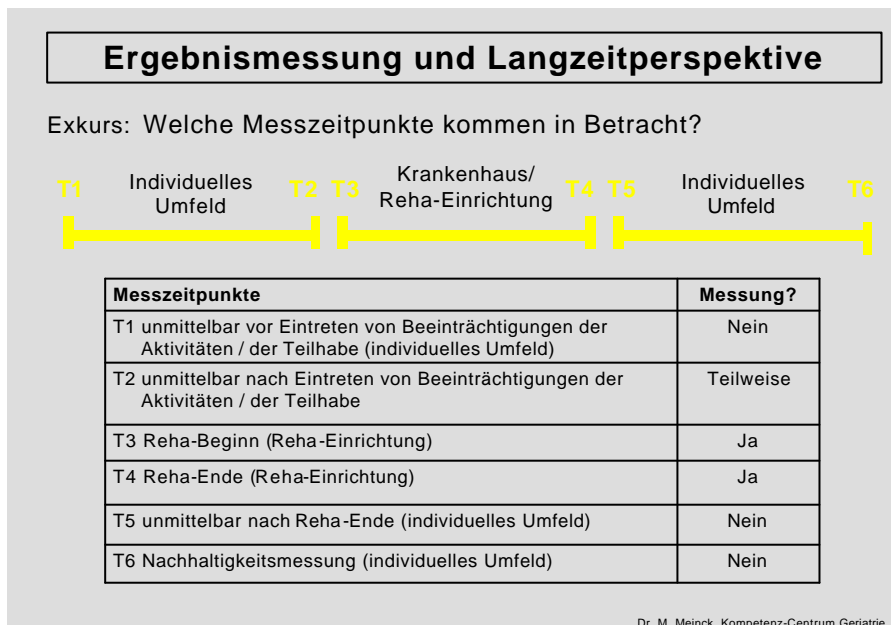 Ergebnismessung und Langzeitperspektive
Exkurs: Welche Messzeitpunkte kommen in Betracht?
T1 Individuelles Umfeld T2 T3 Krankenhaus/ Reha-Einrichtung T4 T5 Individuelles Umfeld T6
Messzeitpunkte Messung?
T1 unmittelbar vor Eintreten von Beeinträchtigungen der Nein
Aktivitäten / der Teilhabe (individuelles Umfeld)
T2 unmittelbar nach Eintreten von Beeinträchtigungen der Teilweise
Aktivitäten / der Teilhabe
T3 Reha-Beginn (Reha-Einrichtung) Ja
T4 Reha-Ende (Reha-Einrichtung) Ja
T5 unmittelbar nach Reha-Ende (individuelles Umfeld) Nein
T6 Nachhaltigkeitsmessung (individuelles Umfeld) Nein
Dr. M. Meinck, Kompetenz-Centrum Geriatrie